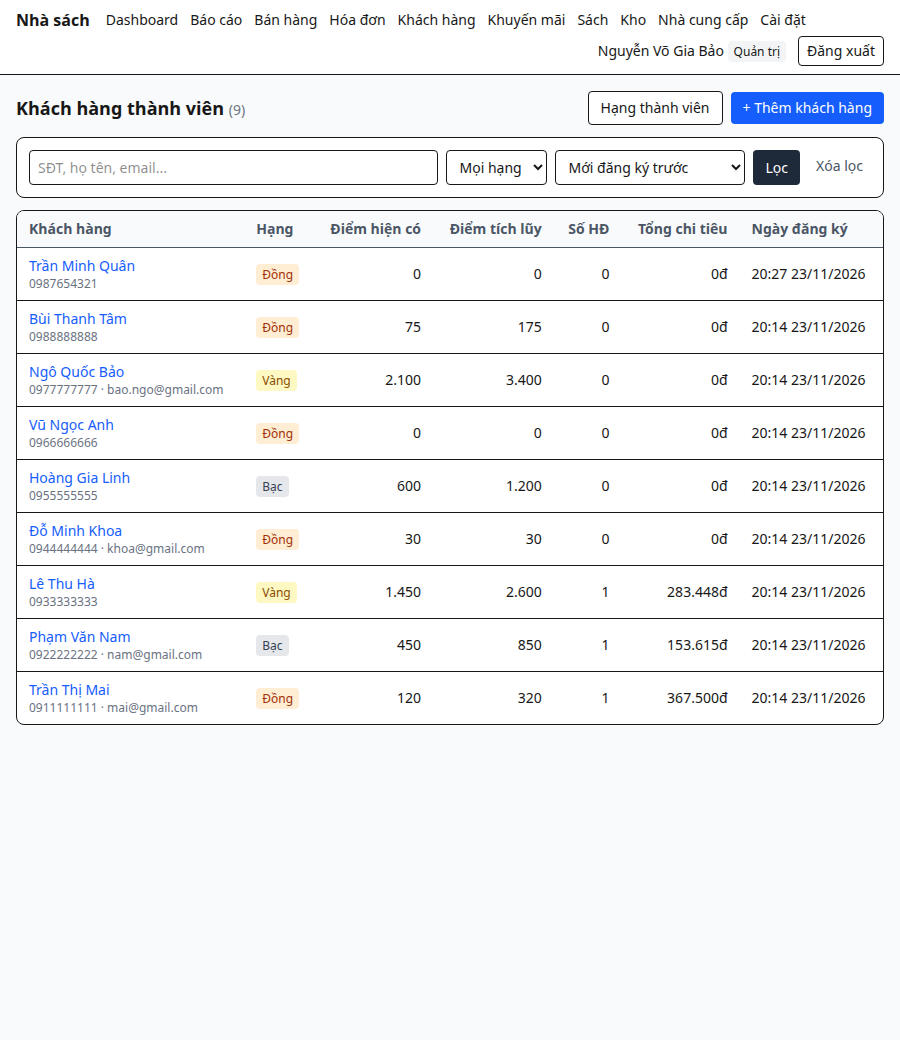 Nhà sách Dashboard Báo cáo Bán hàng Hóa đơn Khách hàng Khuyến mãi Sách Kho Nhà cung cấp Cài đặt
Nguyễn Võ Gia Bảo Quản trị Đăng xuất
Khách hàng thành viên (9) Hạng thành viên + Thêm khách hàng
SĐT, họ tên, email... Mọi hạng Mới đăng ký trước Lọc Xóa lọc
Khách hàng Hạng Điểm hiện có Điểm tích lũy Số HĐ Tổng chi tiêu Ngày đăng ký
Trần Minh Quân
0987654321 Đồng 0 0 0 0đ 20:27 23/11/2026
Bùi Thanh Tâm
0988888888 Đồng 75 175 0 0đ 20:14 23/11/2026
Ngô Quốc Bảo
0977777777 · bao.ngo@gmail.com Vàng 2.100 3.400 0 0đ 20:14 23/11/2026
Vũ Ngọc Anh
0966666666 Đồng 0 0 0 0đ 20:14 23/11/2026
Hoàng Gia Linh
0955555555 Bạc 600 1.200 0 0đ 20:14 23/11/2026
Đỗ Minh Khoa
0944444444 · khoa@gmail.com Đồng 30 30 0 0đ 20:14 23/11/2026
Lê Thu Hà
0933333333 Vàng 1.450 2.600 1 283.448đ 20:14 23/11/2026
Phạm Văn Nam
0922222222 · nam@gmail.com Bạc 450 850 1 153.615đ 20:14 23/11/2026
Trần Thị Mai
0911111111 · mai@gmail.com Đồng 120 320 1 367.500đ 20:14 23/11/2026